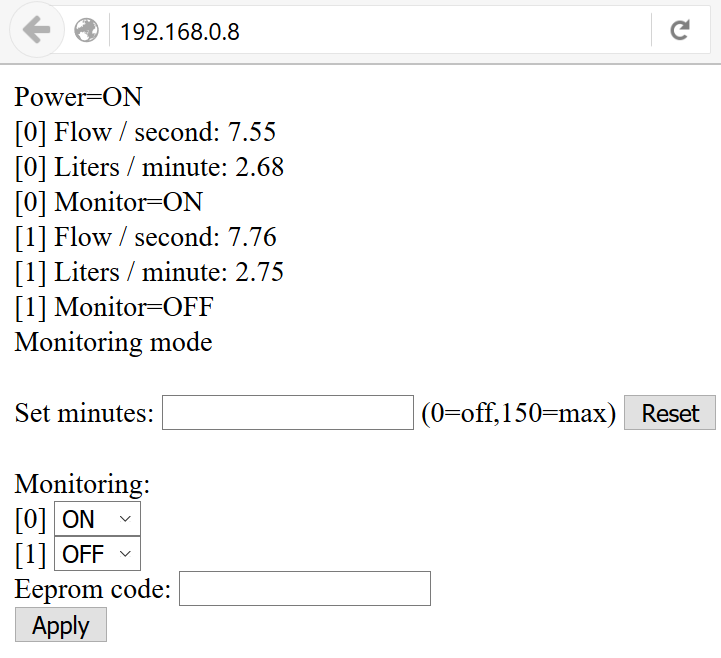 192.168.0.8
Power=ON
[0] Flow / second: 7.55
[0] Liters / minute: 2.68
[0] Monitor=ON
[1] Flow / second: 7.76
[1] Liters / minute: 2.75
[1] Monitor=OFF
Monitoring mode
Set minutes: (0=off,150=max) Reset
Monitoring:
[0] ON
[1] OFF
Eeprom code:
Apply